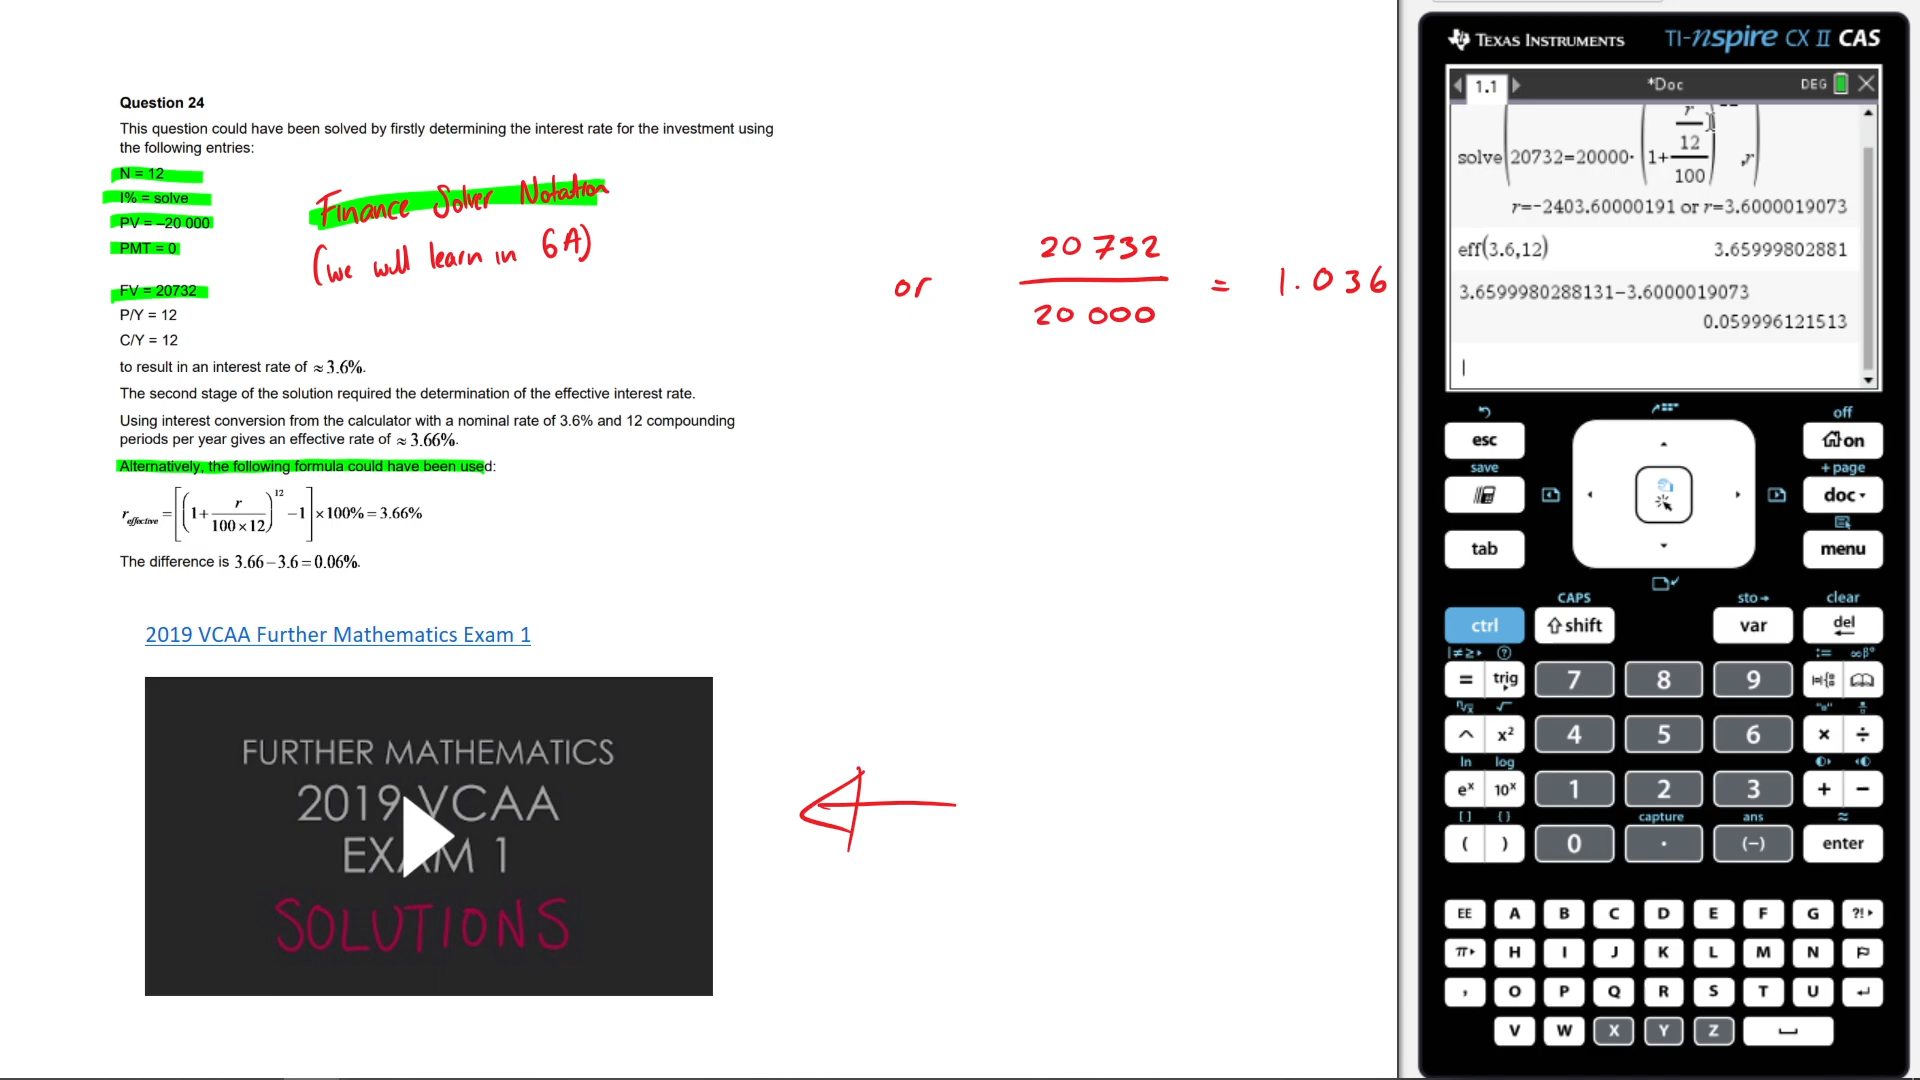 Question 24
This question could have been solved by firstly determining the interest rate for the investment using
the following entries:
N = 12
I% = solve
PV = –20 000
PMT = 0
FV = 20732
P/Y = 12
C/Y = 12
to result in an interest rate of ≈ 3.6%.
The second stage of the solution required the determination of the effective interest rate.
Using interest conversion from the calculator with a nominal rate of 3.6% and 12 compounding
periods per year gives an effective rate of ≈ 3.66%.
Alternatively, the following formula could have been used:
r effective = [(1 + r / (100 × 12))^12 − 1] × 100% = 3.66%
The difference is 3.66 − 3.6 = 0.06%.
Finance Solver Notation
(we will learn in 6A)
or 20 732 / 20 000 = 1.036
2019 VCAA Further Mathematics Exam 1
FURTHER MATHEMATICS
2019 VCAA
EXAM 1
SOLUTIONS
TEXAS INSTRUMENTS TI-nspire CX II CAS
1.1 *Doc DEG
solve(20732=20000·(1+ r/12 /100) ,r)
r=-2403.60000191 or r=3.6000019073
eff(3.6,12) 3.65999802881
3.6599980288131-3.6000019073
0.059996121513
off
esc on
save +page
doc
tab menu
CAPS sto→ clear
ctrl shift var del
|≠≥▸ ? := ∞β°
= trig 7 8 9
ⁿ√x √ "□"
^ x² 4 5 6 × ÷
ln log
eˣ 10ˣ 1 2 3 + −
[ ] { } capture ans ≈
( ) 0 . (−) enter
EE A B C D E F G ?!▸
π▸ H I J K L M N
, O P Q R S T U ↵
V W X Y Z